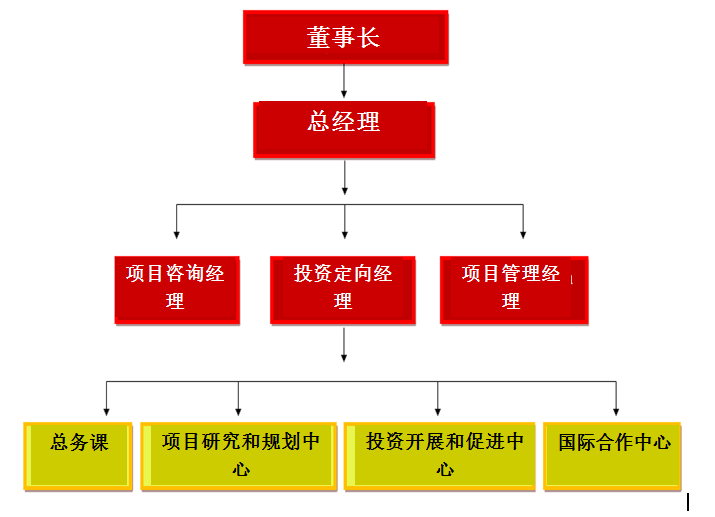 董事长
总经理
项目咨询经
理
投资定向经
理
项目管理经
理
总务课
项目研究和规划中
心
投资开展和促进中
心
国际合作中心